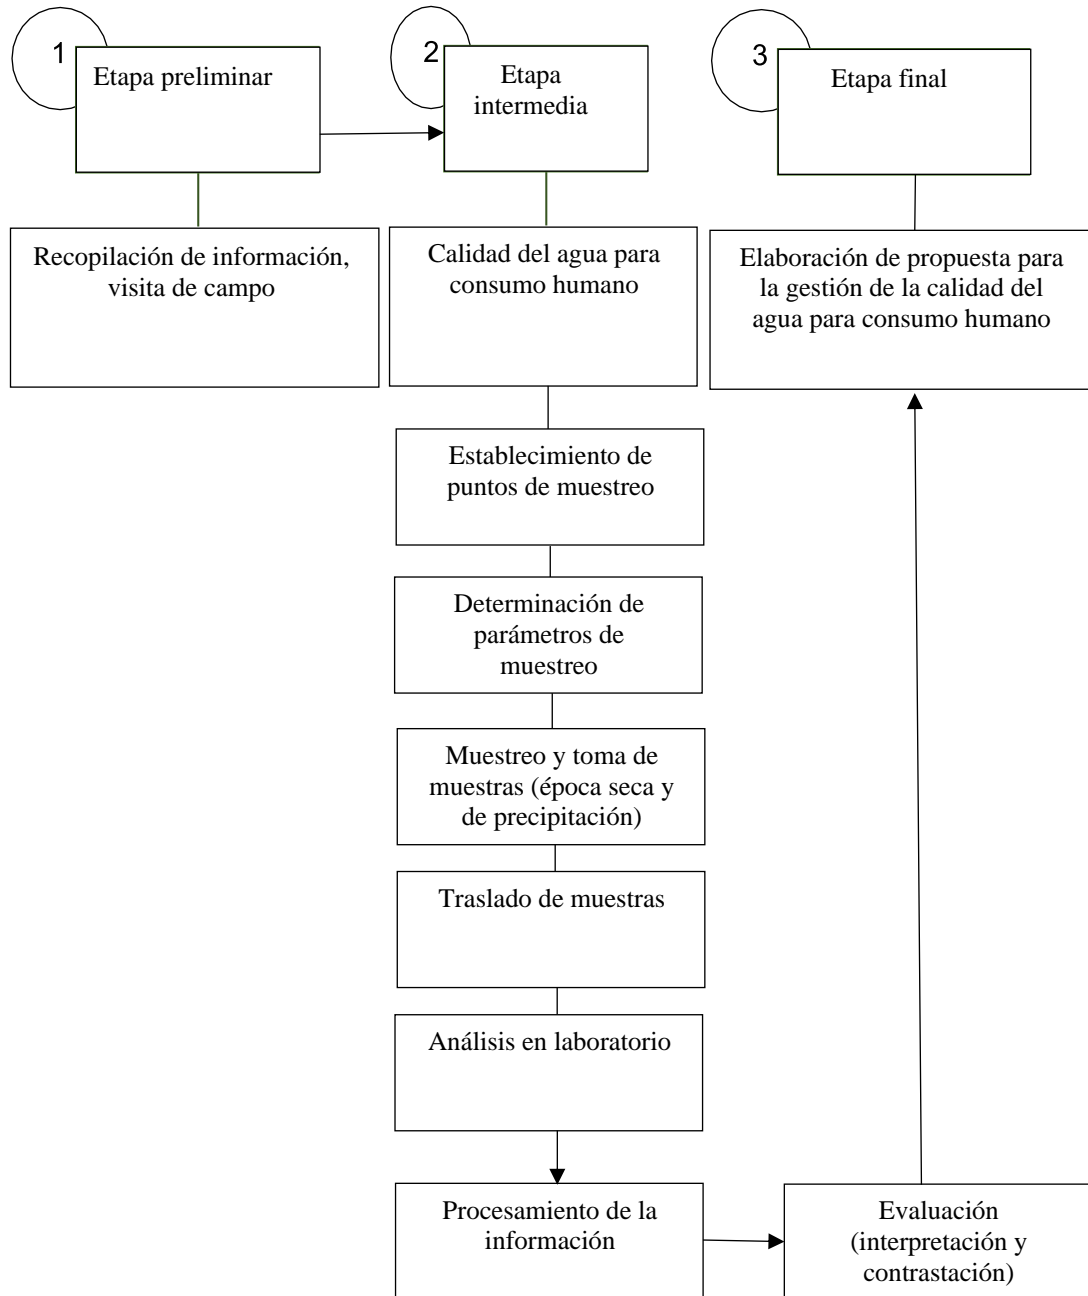 1
Etapa preliminar
2
Etapa
intermedia
3
Etapa final
Recopilación de información,
visita de campo
Calidad del agua para
consumo humano
Elaboración de propuesta para
la gestión de la calidad del
agua para consumo humano
Establecimiento de
puntos de muestreo
Determinación de
parámetros de
muestreo
Muestreo y toma de
muestras (época seca y
de precipitación)
Traslado de muestras
Análisis en laboratorio
Procesamiento de la
información
Evaluación
(interpretación y
contrastación)